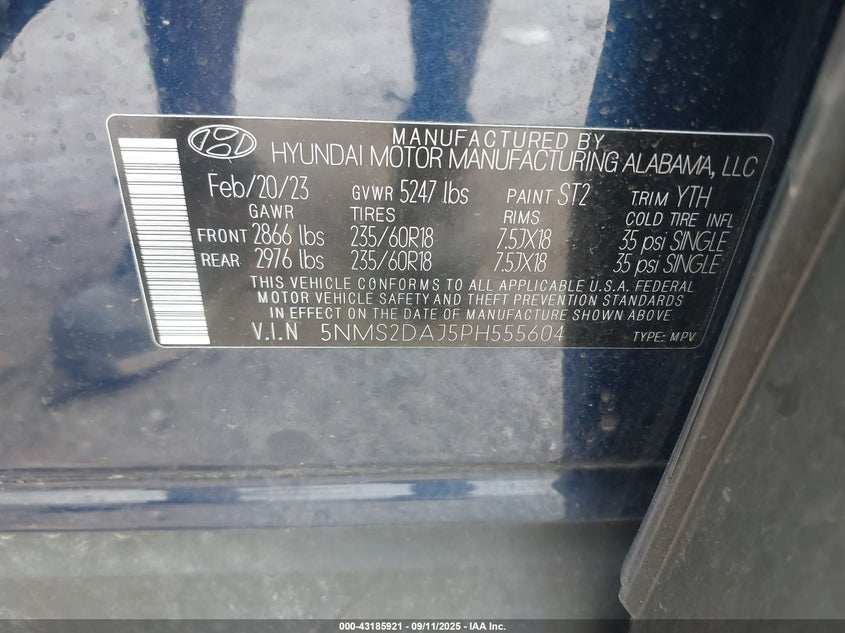 MANUFACTURED BY
HYUNDAI MOTOR MANUFACTURING ALABAMA, LLC
Feb/20/23 GVWR 5247 lbs PAINT ST2 TRIM YTH
GAWR TIRES RIMS COLD TIRE INFL
FRONT 2866 lbs 235/60R18 7.5JX18 35 psi SINGLE
REAR 2976 lbs 235/60R18 7.5JX18 35 psi SINGLE
THIS VEHICLE CONFORMS TO ALL APPLICABLE U.S.A. FEDERAL
MOTOR VEHICLE SAFETY AND THEFT PREVENTION STANDARDS
IN EFFECT ON THE DATE OF MANUFACTURE SHOWN ABOVE.
V.I.N 5NMS2DAJ5PH555604 TYPE: MPV
000-43185921 - 09/11/2025 - IAA Inc.